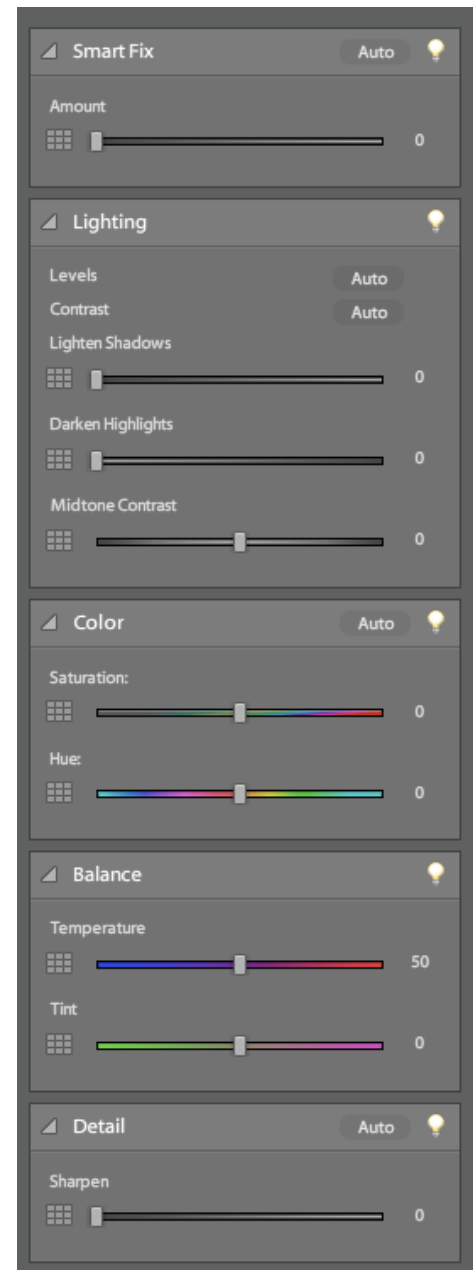 Smart Fix Auto
Amount
0
Lighting
Levels Auto
Contrast Auto
Lighten Shadows
0
Darken Highlights
0
Midtone Contrast
0
Color Auto
Saturation:
0
Hue:
0
Balance
Temperature
50
Tint
0
Detail Auto
Sharpen
0